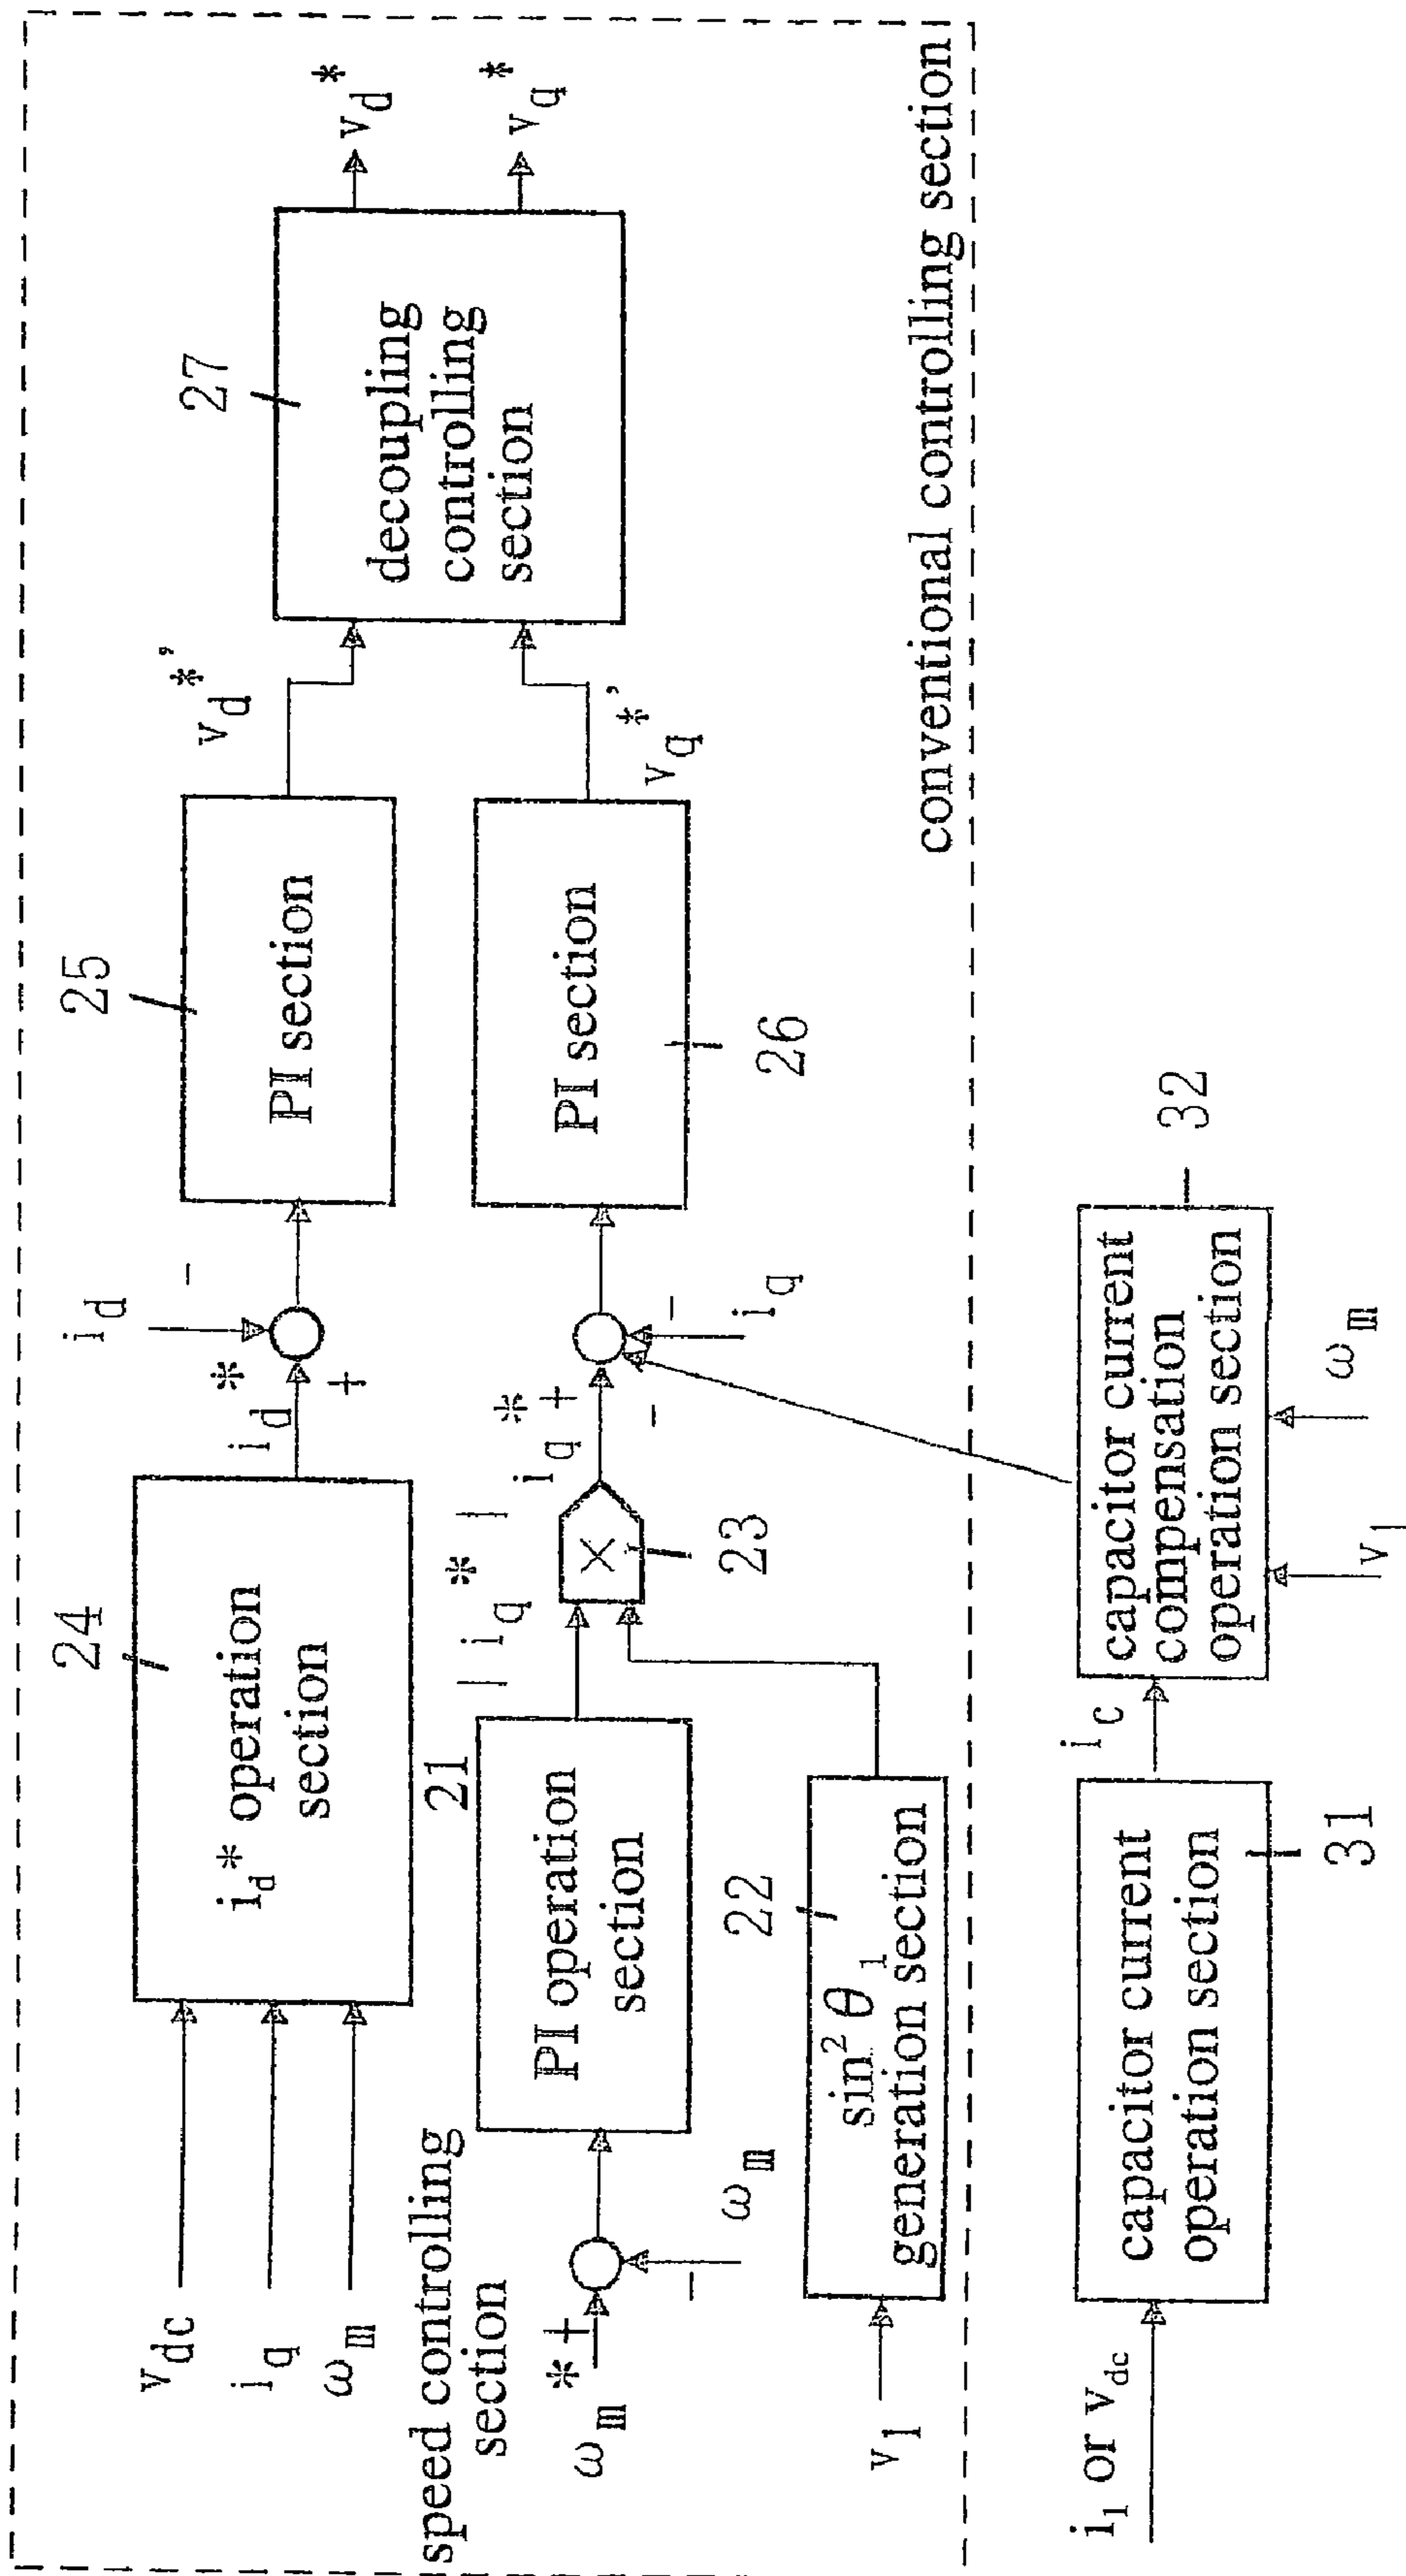 v_dc
i_q
ω_m
24
i_d* operation
section
i_d*
+
i_d
-
25
PI section
v_d*'
27
decoupling
controlling
section
v_d*
v_q*
speed controlling
section
ω_m*
+
-
ω_m
21
PI operation
section
|i_q*|
×
23
i_q*
+
-
-
i_q
26
PI section
v_q*'
v_1
22
sin² θ_1
generation section
conventional controlling section
i_1 or v_dc
capacitor current
operation section
31
i_c
capacitor current
compensation
operation section
32
v_1
ω_m